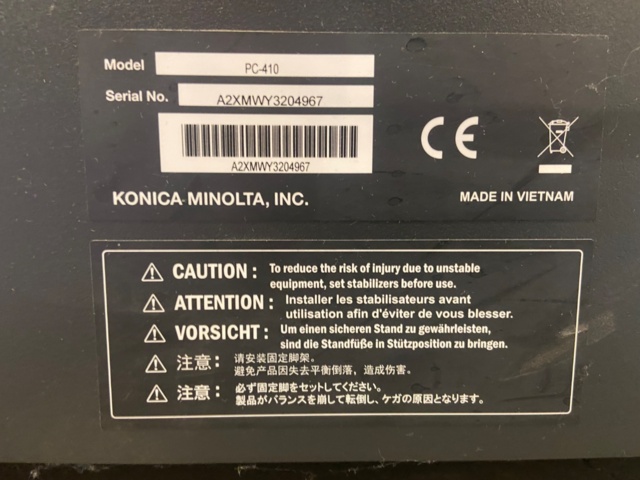 Model PC-410
Serial No. A2XMWY3204967
A2XMWY3204967
CE
KONICA MINOLTA, INC. MADE IN VIETNAM
CAUTION : To reduce the risk of injury due to unstable
equipment, set stabilizers before use.
ATTENTION : Installer les stabilisateurs avant
utilisation afin d'éviter de vous blesser.
VORSICHT : Um einen sicheren Stand zu gewährleisten,
sind die Standfüße in Stützposition zu bringen.
注意 : 请安装固定脚架。
避免产品因失去平衡倒落，造成伤害。
注意 : 必ず固定脚をセットしてください。
製品がバランスを崩して転倒し、ケガの原因となります。